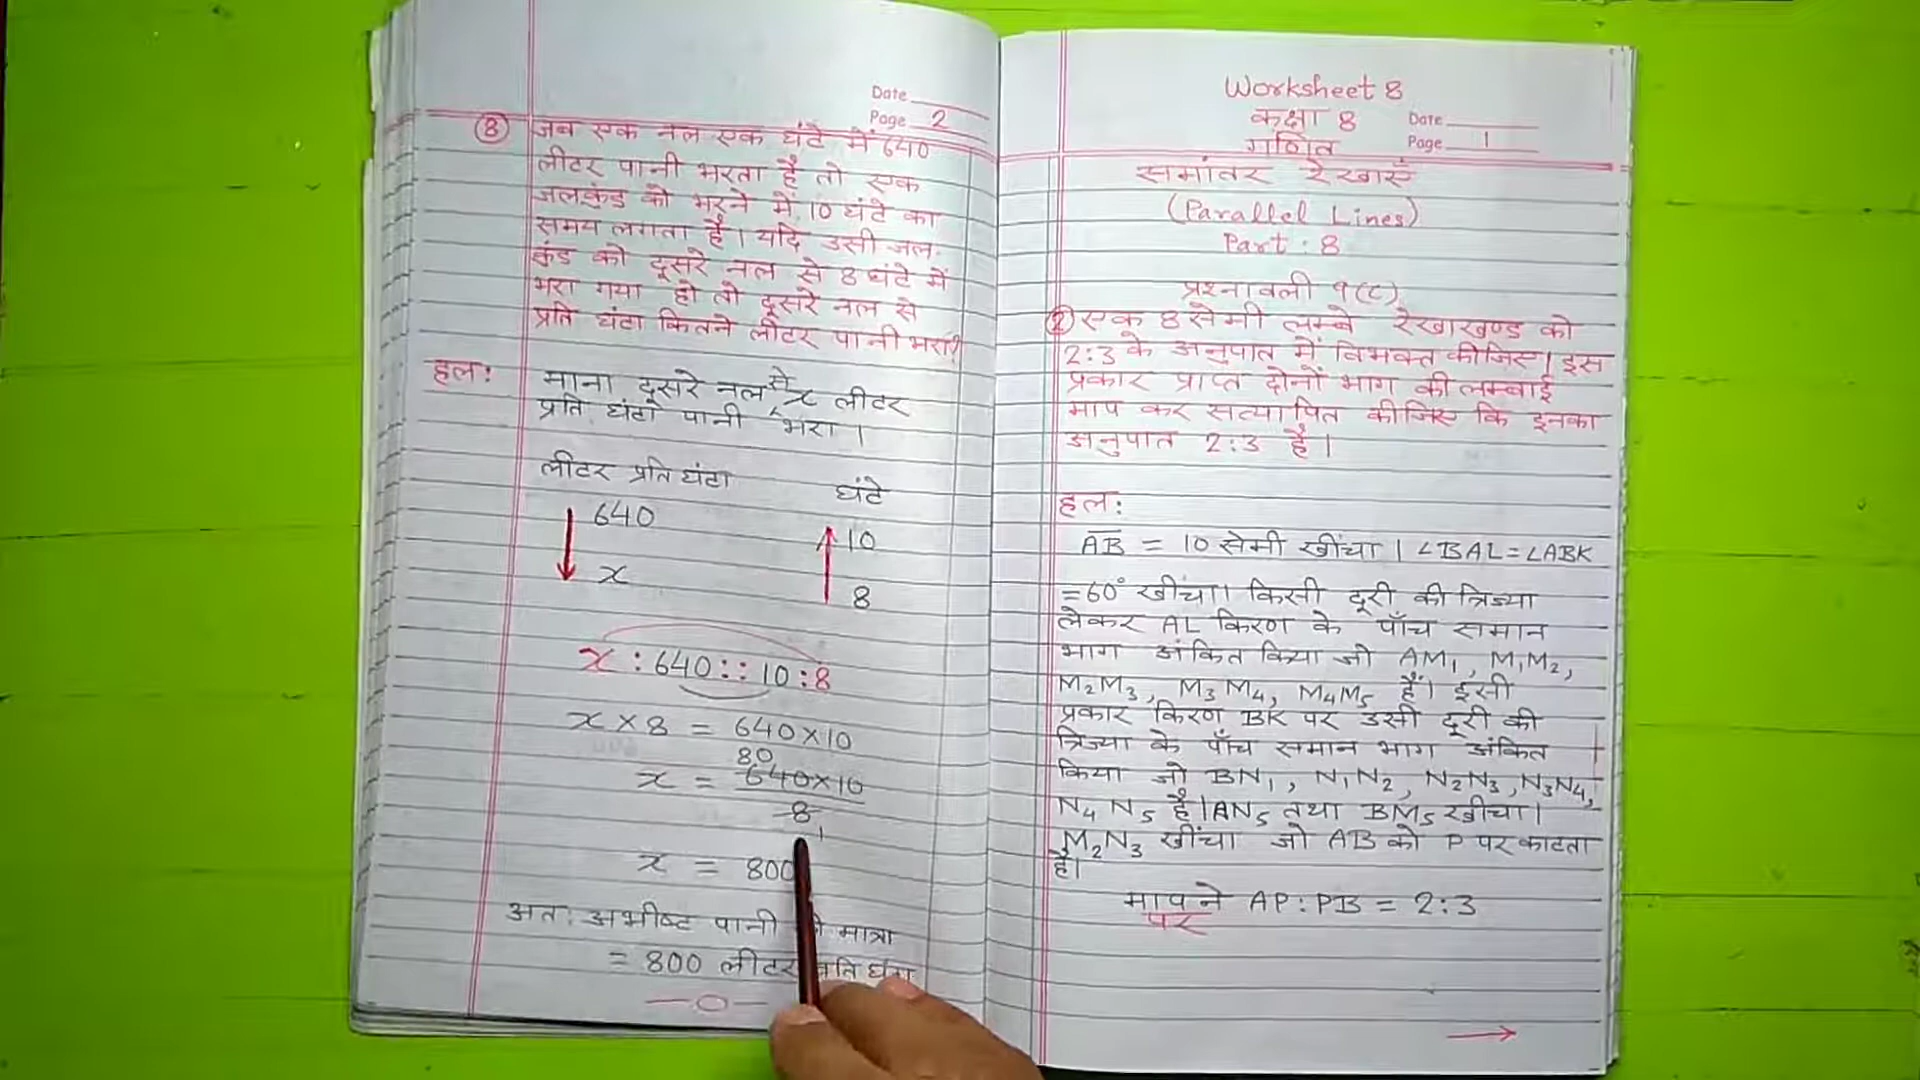 Date
Page 2
⑧ जब एक नल एक घंटे में 640
लीटर पानी भरता है तो एक
जलकुंड को भरने में 10 घंटे का
समय लगता है। यदि उसी जल-
कुंड को दूसरे नल से 8 घंटे में
भरा गया हो तो दूसरे नल से
प्रति घंटा कितने लीटर पानी भरा?
हल: माना दूसरे नल से x लीटर
प्रति घंटा पानी भरा।
लीटर प्रति घंटा घंटे
640 10
x 8
x : 640 :: 10 : 8
x × 8 = 640 × 10
80
x = 640 × 10
8
1
x = 800
अत: अभीष्ट पानी मात्रा
= 800 लीटर प्रति घंटा
Worksheet 8
कक्षा 8
गणित
Date
Page 1
समांतर रेखाएँ
(Parallel Lines)
Part : 8
प्रश्नावली ९(c)
② एक 8 सेमी लम्बे रेखाखण्ड को
2:3 के अनुपात में विभक्त कीजिए। इस
प्रकार प्राप्त दोनों भाग की लम्बाई
माप कर सत्यापित कीजिए कि इनका
अनुपात 2:3 है।
हल:
AB = 10 सेमी खींचा। ∠BAL = ∠ABK
= 60° खींचा। किसी दूरी की त्रिज्या
लेकर AL किरण के पाँच समान
भाग अंकित किया जो AM₁, M₁M₂,
M₂M₃, M₃M₄, M₄M₅ हैं। इसी
प्रकार किरण BK पर उसी दूरी की
त्रिज्या के पाँच समान भाग अंकित
किया जो BN₁, N₁N₂, N₂N₃, N₃N₄,
N₄N₅ है। AN₅ तथा BM₅ खींचा।
M₂N₃ खींचा जो AB को P पर काटता
है।
मापने AP:PB = 2:3
पर